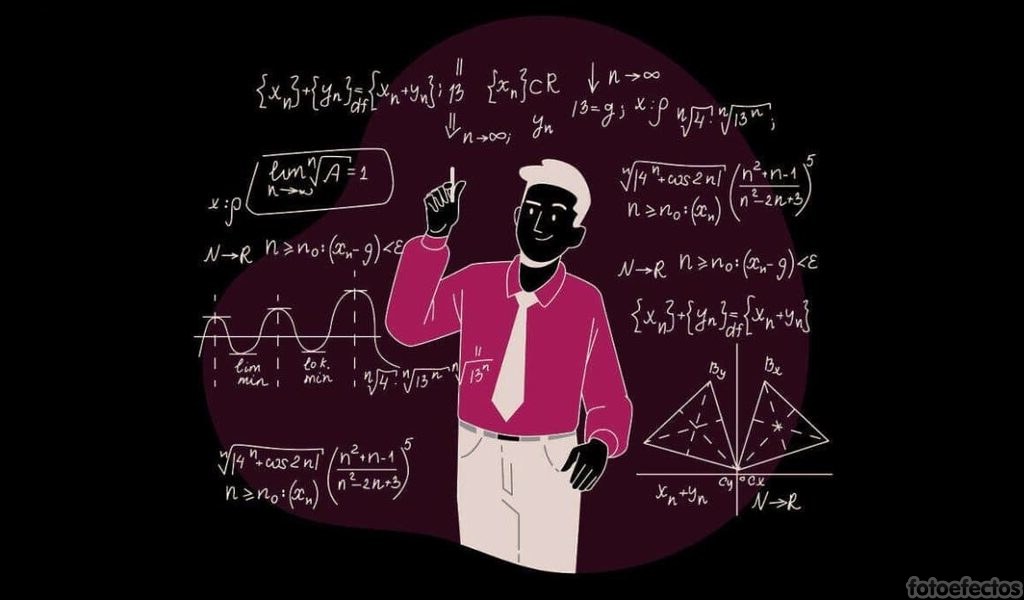 {xₙ}+{yₙ}=df{xₙ+yₙ}; 13 {xₙ}⊂R
↓ n→∞
13=g; x:ρ ⁿ√4 : ⁿ√13ⁿ;
⇓ n→∞; yₙ
lim n→∞ ⁿ√A=1
x:ρ
ⁿ√|4ⁿ+cos2n| (n²+n-1/n²-2n+3)⁵
n≥n₀:(xₙ)
N→R n≥n₀:(xₙ-g)<ε
N→R n≥n₀:(xₙ-g)<ε
{xₙ}+{yₙ}=df{xₙ+yₙ}
lim min
lok. min
ⁿ√4 : ⁿ√13ⁿ ⁿ√13ⁿ
By Bx
ⁿ√|4ⁿ+cos2n| (n²+n-1/n²-2n+3)⁵
n≥n₀:(xₙ)
Cy ° Cx
xₙ+yₙ N→R
fotoefectos